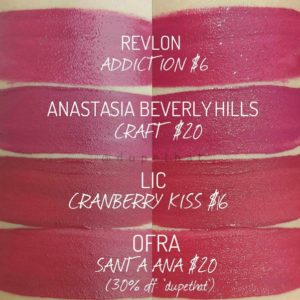 REVLON
ADDICTION $6
ANASTASIA BEVERLY HILLS
CRAFT $20
LIC
CRANBERRY KISS $16
OFRA
SANTA ANA $20
(30% off 'dupethat')